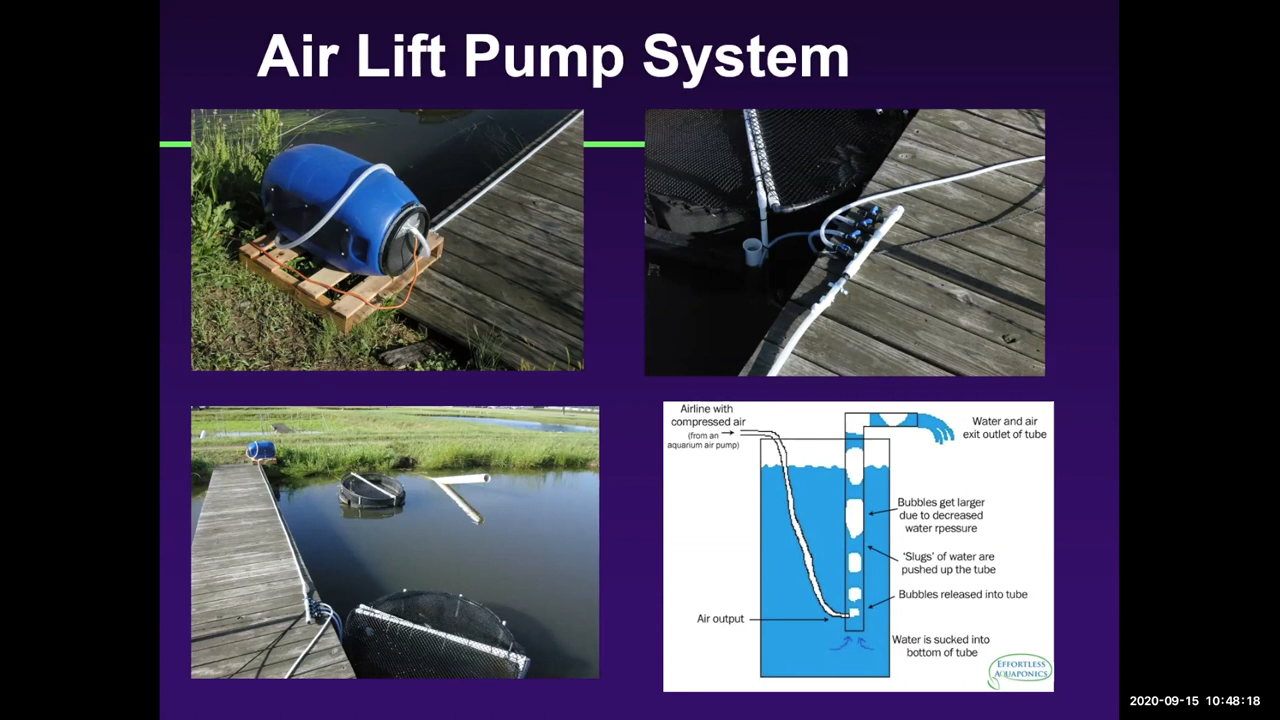 Air Lift Pump System
Airline with
compressed air
(from an
aquarium air pump)
Water and air
exit outlet of tube
Bubbles get larger
due to decreased
water rpessure
'Slugs' of water are
pushed up the tube
Bubbles released into tube
Air output
Water is sucked into
bottom of tube
EFFORTLESS
AQUAPONICS
2020-09-15 10:48:18